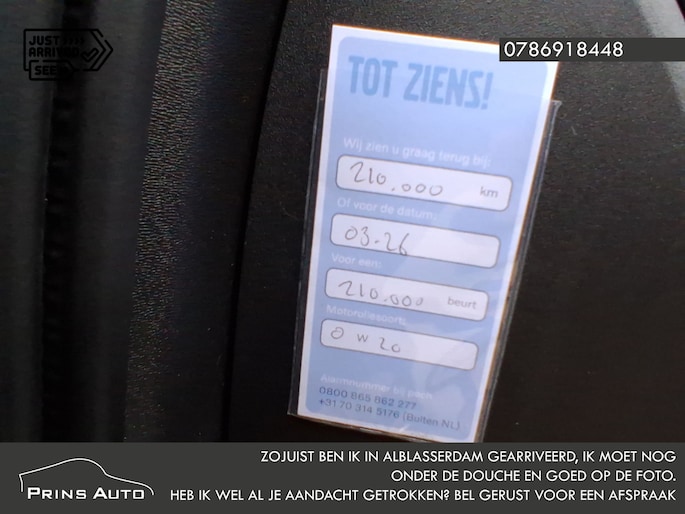 JUST
ARRIVED
SEE
0786918448
TOT ZIENS!
Wij zien u graag terug bij:
210.000 km
Of voor de datum:
03-26
Voor een:
210.000 beurt
Motoroliesoort:
0 W 20
Alarmnummer bij pech
0800 865 862 277
+31 70 314 5176 (Buiten NL)
ZOJUIST BEN IK IN ALBLASSERDAM GEARRIVEERD, IK MOET NOG
ONDER DE DOUCHE EN GOED OP DE FOTO.
PRINS AUTO
HEB IK WEL AL JE AANDACHT GETROKKEN? BEL GERUST VOOR EEN AFSPRAAK